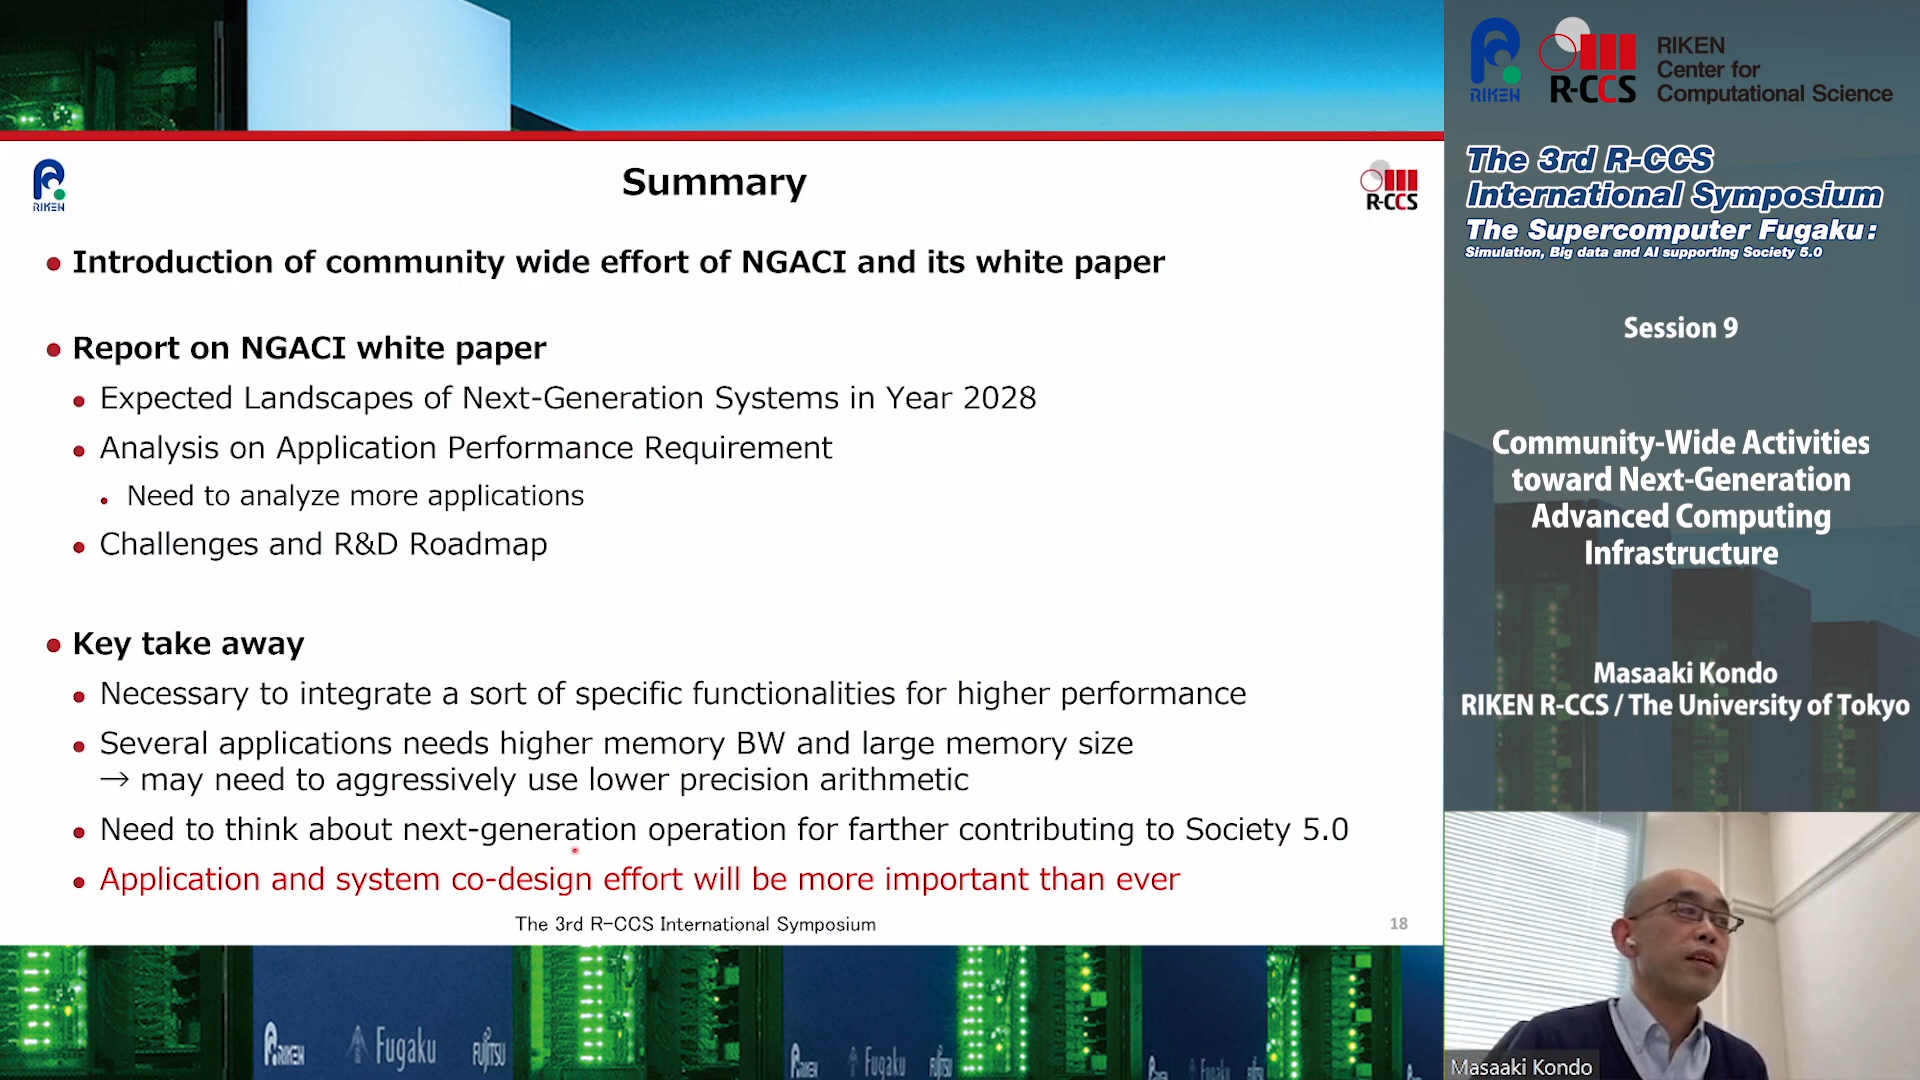 RIKEN
R-CCS
Summary
• Introduction of community wide effort of NGACI and its white paper
• Report on NGACI white paper
• Expected Landscapes of Next-Generation Systems in Year 2028
• Analysis on Application Performance Requirement
• Need to analyze more applications
• Challenges and R&D Roadmap
• Key take away
• Necessary to integrate a sort of specific functionalities for higher performance
• Several applications needs higher memory BW and large memory size
→ may need to aggressively use lower precision arithmetic
• Need to think about next-generation operation for farther contributing to Society 5.0
• Application and system co-design effort will be more important than ever
The 3rd R-CCS International Symposium
18
RIKEN
Fugaku
FUJITSU
RIKEN
Fugaku
FUJITSU
RIKEN
R-CCS
RIKEN
Center for
Computational Science
The 3rd R-CCS
International Symposium
The Supercomputer Fugaku:
Simulation, Big data and AI supporting Society 5.0
Session 9
Community-Wide Activities
toward Next-Generation
Advanced Computing
Infrastructure
Masaaki Kondo
RIKEN R-CCS / The University of Tokyo
Masaaki Kondo